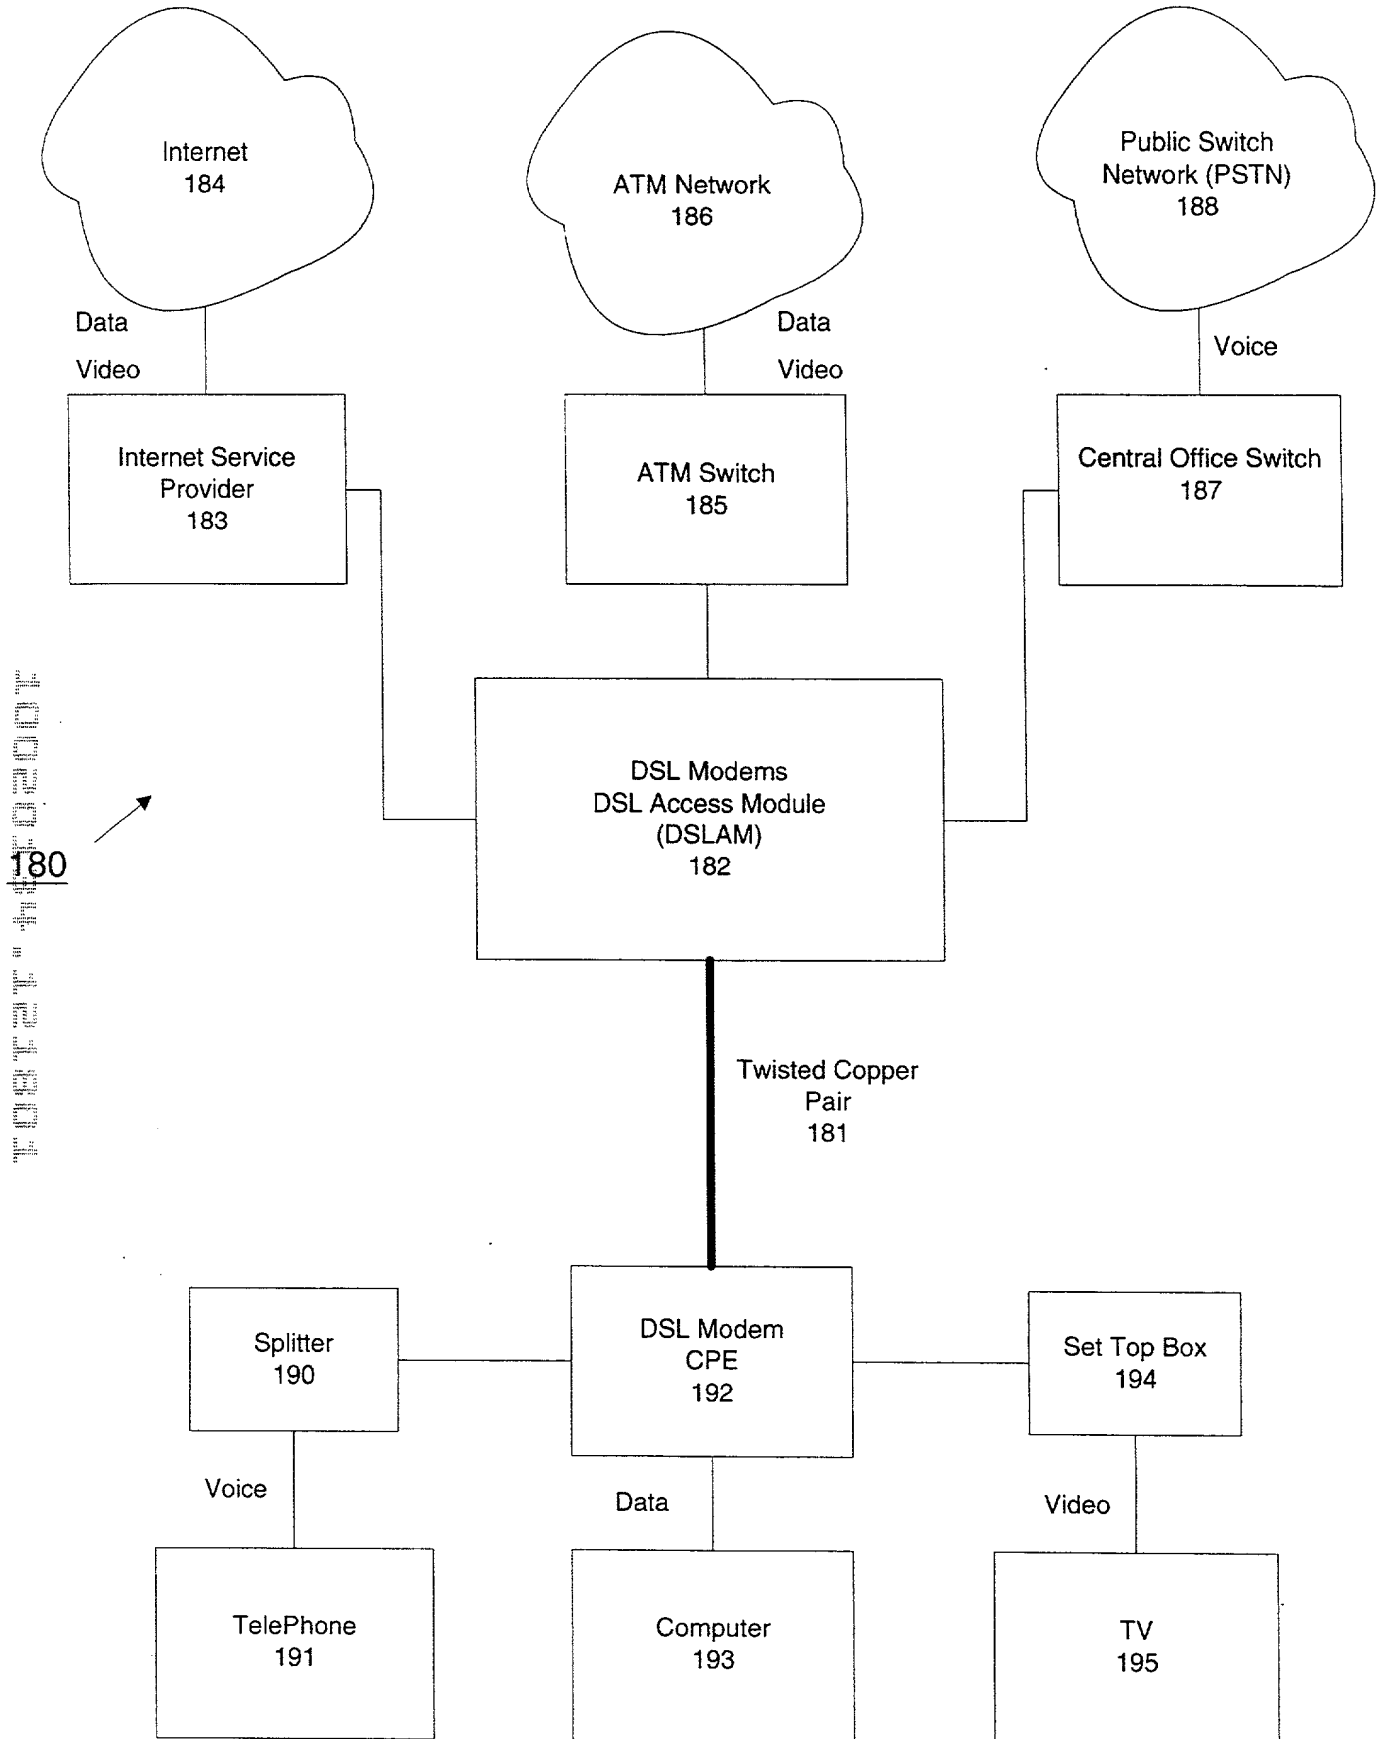 Internet
184
ATM Network
186
Public Switch
Network (PSTN)
188
Data
Video
Data
Video
Voice
Internet Service
Provider
183
ATM Switch
185
Central Office Switch
187
DSL Modems
DSL Access Module
(DSLAM)
182
180
Twisted Copper
Pair
181
Splitter
190
DSL Modem
CPE
192
Set Top Box
194
Voice
Data
Video
TelePhone
191
Computer
193
TV
195